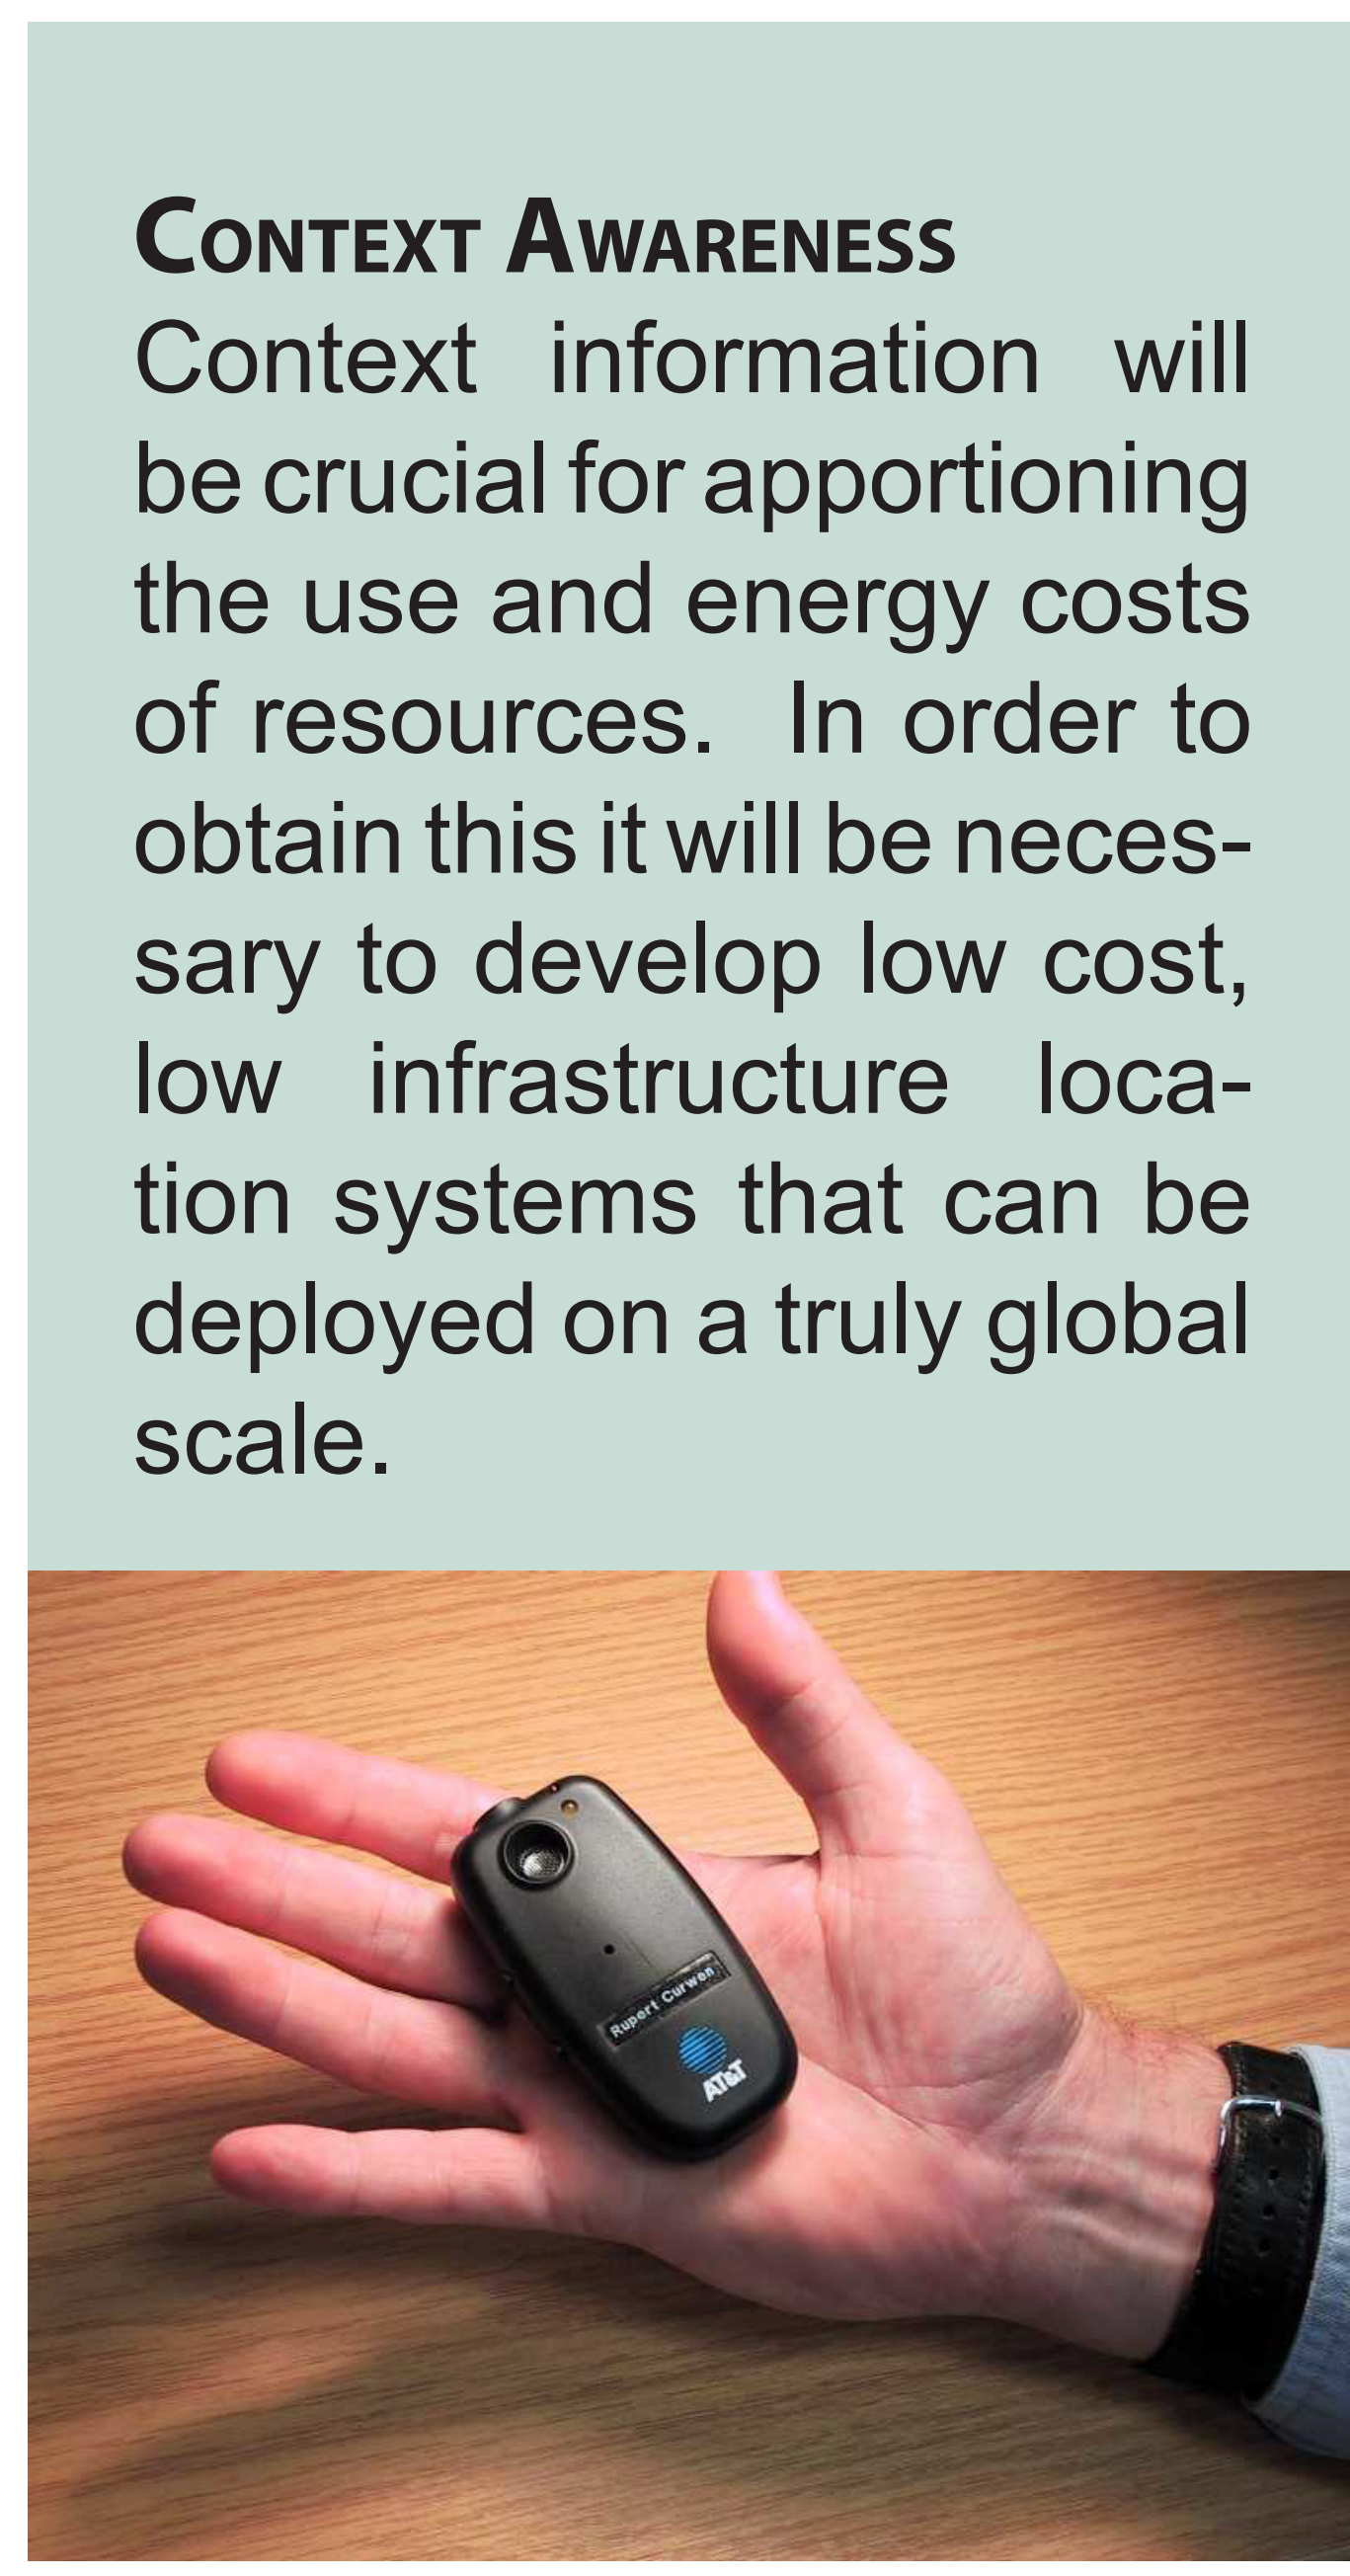 CONTEXT AWARENESS
Context information will
be crucial for apportioning
the use and energy costs
of resources. In order to
obtain this it will be neces-
sary to develop low cost,
low infrastructure loca-
tion systems that can be
deployed on a truly global
scale.
Rupert Curwen
AT&T